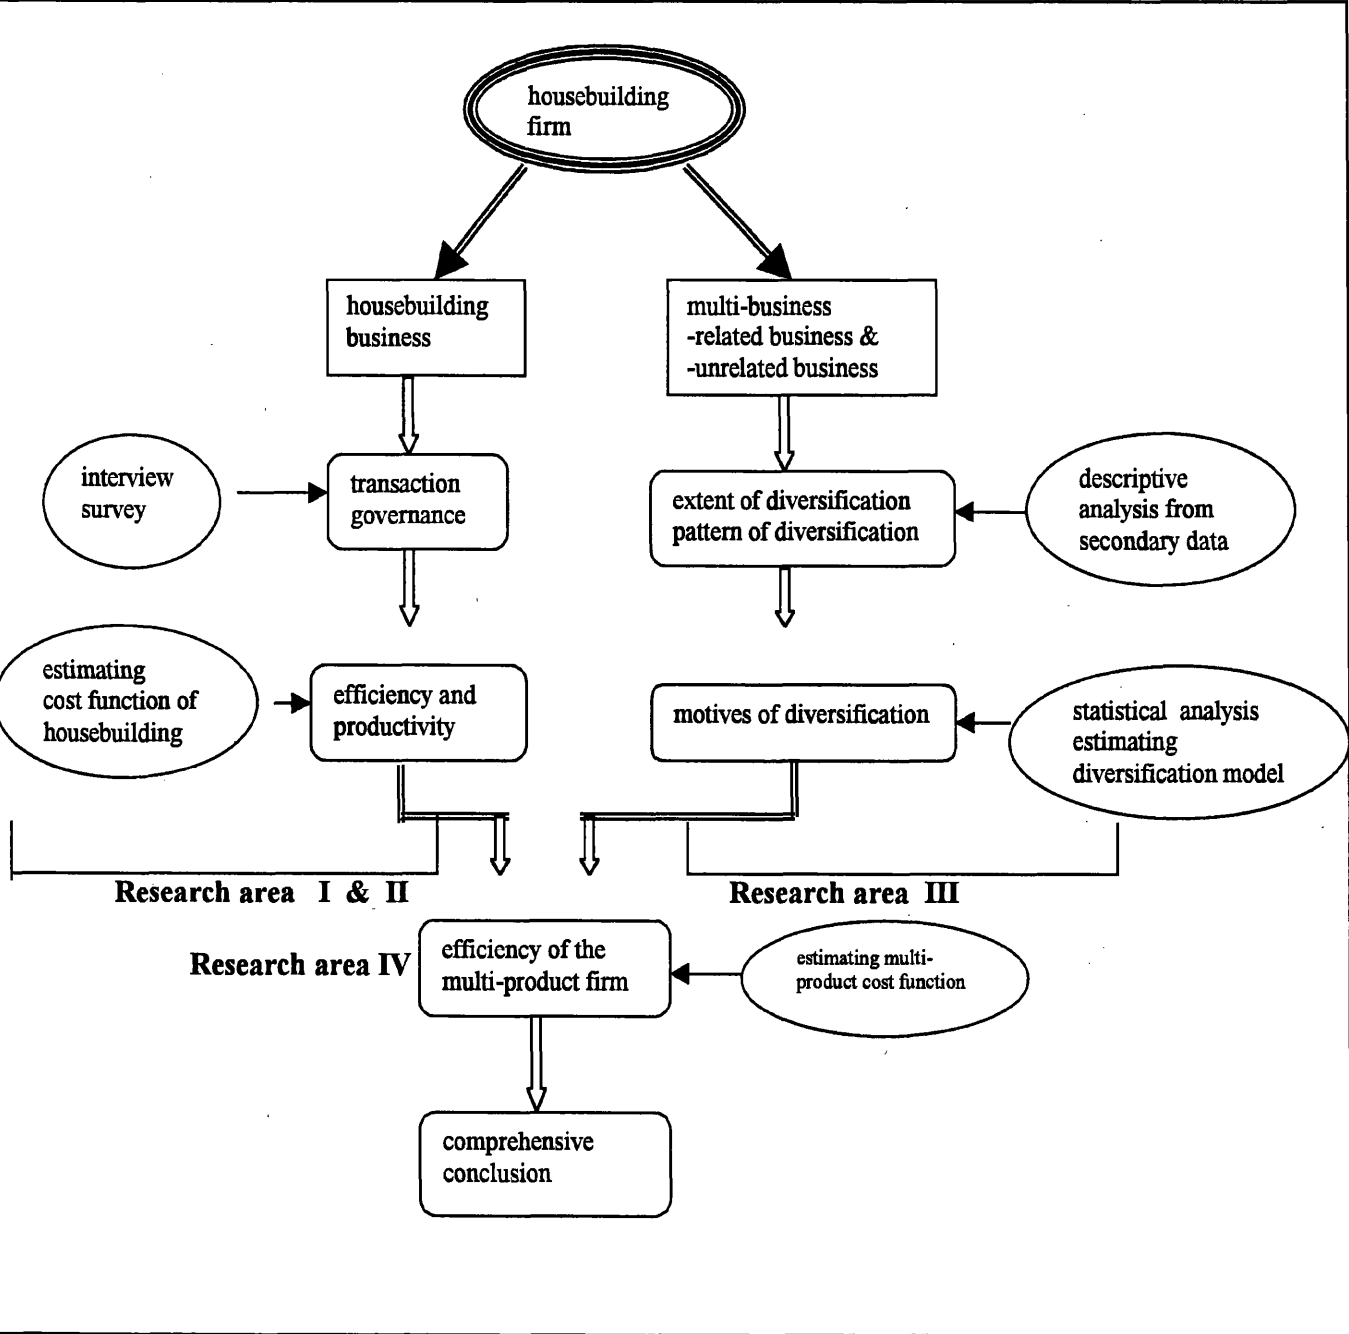 housebuilding
firm
housebuilding
business
multi-business
-related business &
-unrelated business
interview
survey
transaction
governance
extent of diversification
pattern of diversification
descriptive
analysis from
secondary data
estimating
cost function of
housebuilding
efficiency and
productivity
motives of diversification
statistical analysis
estimating
diversification model
Research area I & II
Research area III
Research area IV
efficiency of the
multi-product firm
estimating multi-
product cost function
comprehensive
conclusion